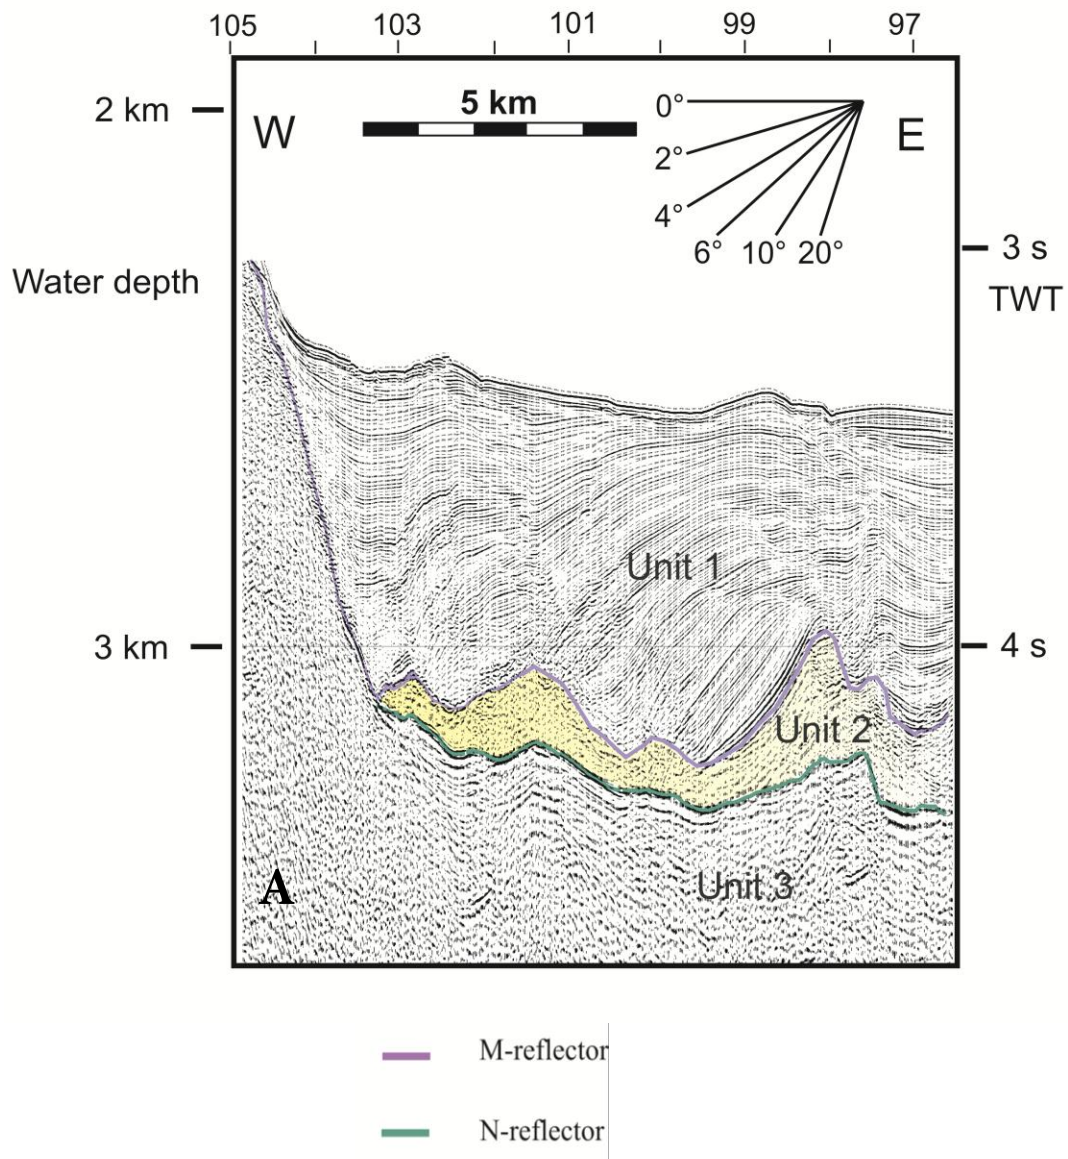 105 103 101 99 97
2 km
5 km
W
E
0°
2°
4°
6° 10° 20°
3 s
TWT
Water depth
Unit 1
3 km
4 s
Unit 2
Unit 3
A
M-reflector
N-reflector